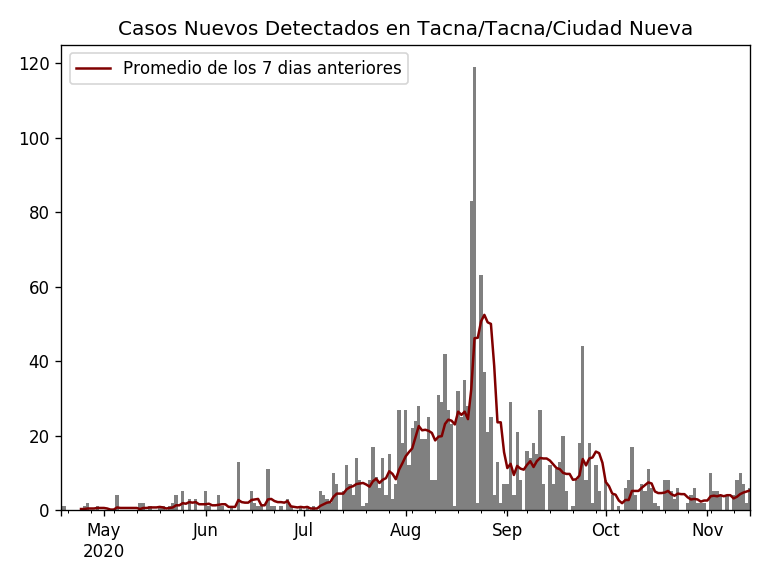 Casos Nuevos Detectados en Tacna/Tacna/Ciudad Nueva
Promedio de los 7 dias anteriores
120
100
80
60
40
20
0
May Jun Jul Aug Sep Oct Nov
2020